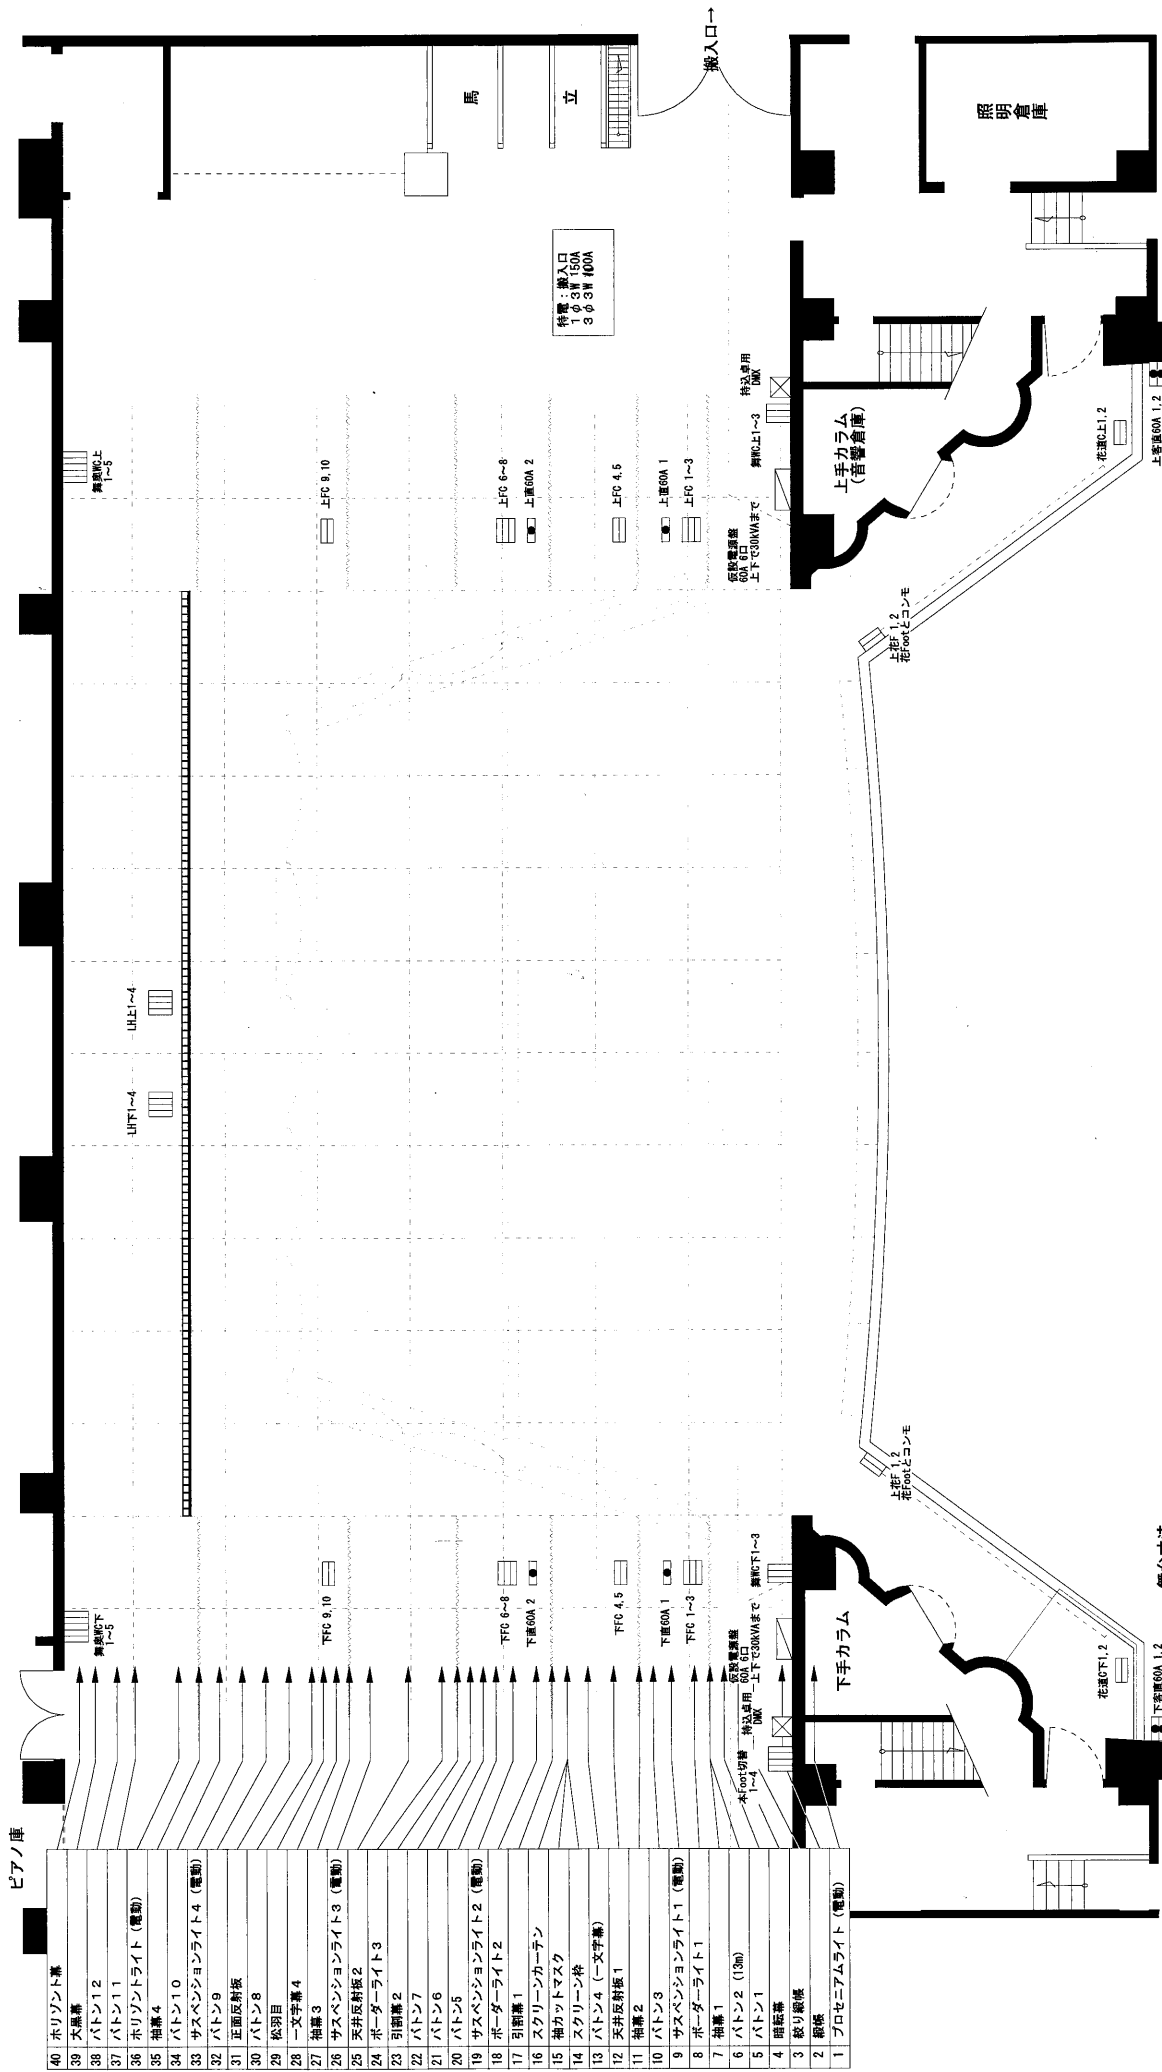 ピアノ庫
40 ホリゾント幕
39 大黒幕
38 バトン12
37 バトン11
36 ホリゾントライト（電動）
35 袖幕4
34 バトン10
33 サスペンションライト4（電動）
32 バトン9
31 正面反射板
30 バトン8
29 松羽目
28 一文字幕4
27 袖幕3
26 サスペンションライト3（電動）
25 天井反射板2
24 ボーダーライト3
23 引割幕2
22 バトン7
21 バトン6
20 バトン5
19 サスペンションライト2（電動）
18 ボーダーライト2
17 引割幕1
16 スクリーンカーテン
15 袖カットマスク
14 スクリーン枠
13 バトン4（一文字幕）
12 天井反射板1
11 袖幕2
10 バトン3
9 サスペンションライト1（電動）
8 ボーダーライト1
7 袖幕1
6 バトン2（13m）
5 バトン1
4 暗転幕
3 絞り緞帳
2 緞帳
1 プロセニアムライト（電動）
舞奥WC下
1～5
下FC 9,10
下FC 6～8
下直60A 2
下FC 4,5
下直60A 1
下FC 1～3
仮設電源盤
60A 6口
上下で30kVAまで
舞WC下1～3
持込卓用
DMX
本Foot切替
1～4
下手カラム
上花F 1,2
花Footとコンモ
花道C下1,2
下客直60A 1,2
LH下1～4
LH上1～4
舞奥WC上
1～5
上FC 9,10
上FC 6～8
上直60A 2
上FC 4,5
上直60A 1
上FC 1～3
仮設電源盤
60A 6口
上下で30kVAまで
舞WC上1～3
持込卓用
DMX
上手カラム
（音響倉庫）
上花F 1,2
花Footとコンモ
花道C上1,2
上客直60A 1,2
特電：搬入口
1φ3W 150A
3φ3W 100A
馬
立
搬入口→
照明倉庫